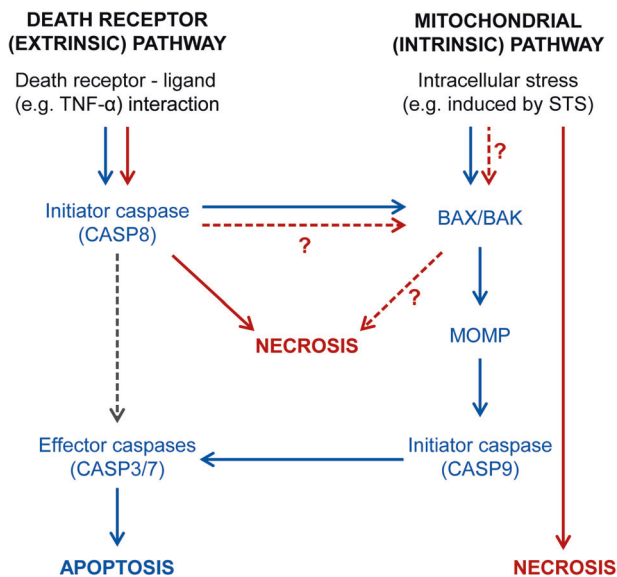 DEATH RECEPTOR
(EXTRINSIC) PATHWAY
Death receptor - ligand
(e.g. TNF-α) interaction
MITOCHONDRIAL
(INTRINSIC) PATHWAY
Intracellular stress
(e.g. induced by STS)
?
Initiator caspase
(CASP8)
?
BAX/BAK
?
NECROSIS
MOMP
Effector caspases
(CASP3/7)
Initiator caspase
(CASP9)
APOPTOSIS
NECROSIS